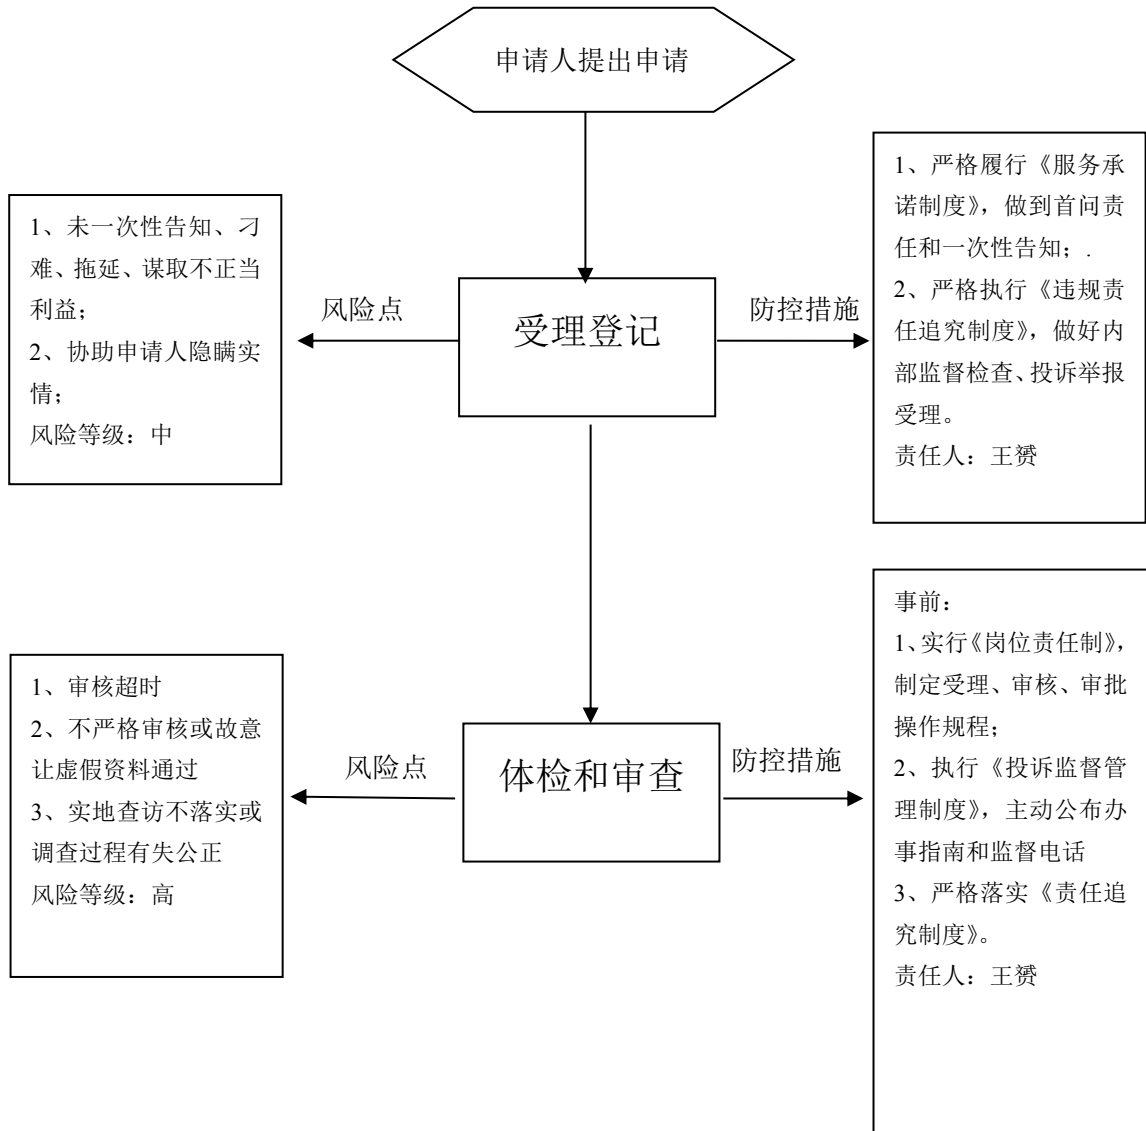 申请人提出申请
1、未一次性告知、刁
难、拖延、谋取不正当
利益；
2、协助申请人隐瞒实
情；
风险等级：中
风险点
受理登记
防控措施
1、严格履行《服务承
诺制度》，做到首问责
任和一次性告知；.
2、严格执行《违规责
任追究制度》，做好内
部监督检查、投诉举报
受理。
责任人：王赟
1、审核超时
2、不严格审核或故意
让虚假资料通过
3、实地查访不落实或
调查过程有失公正
风险等级：高
风险点
体检和审查
防控措施
事前：
1、实行《岗位责任制》，
制定受理、审核、审批
操作规程；
2、执行《投诉监督管
理制度》，主动公布办
事指南和监督电话
3、严格落实《责任追
究制度》。
责任人：王赟